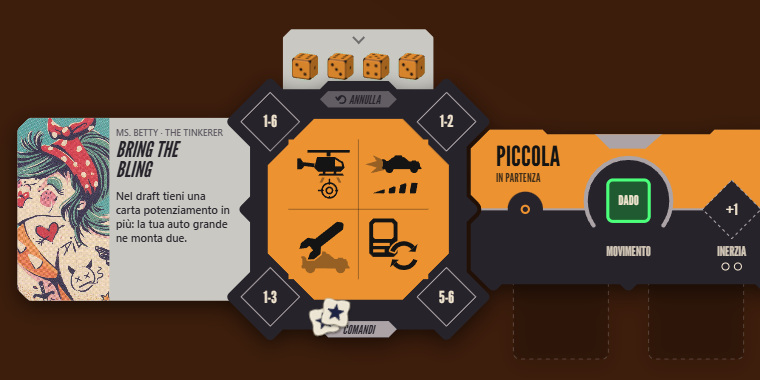 ANNULLA
1-6
1-2
MS. BETTY - THE TINKERER
BRING THE
BLING
Nel draft tieni una
carta potenziamento in
più: la tua auto grande
ne monta due.
PICCOLA
IN PARTENZA
DADO
+1
MOVIMENTO
INERZIA
1-3
5-6
COMANDI